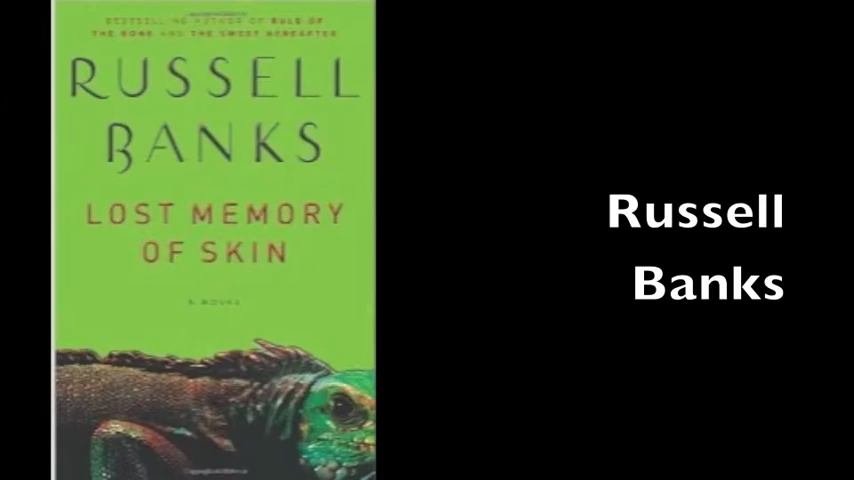 BESTSELLING AUTHOR OF RULE OF
THE BONE AND THE SWEET HEREAFTER
RUSSELL
BANKS
LOST MEMORY
OF SKIN
A NOVEL
Russell
Banks